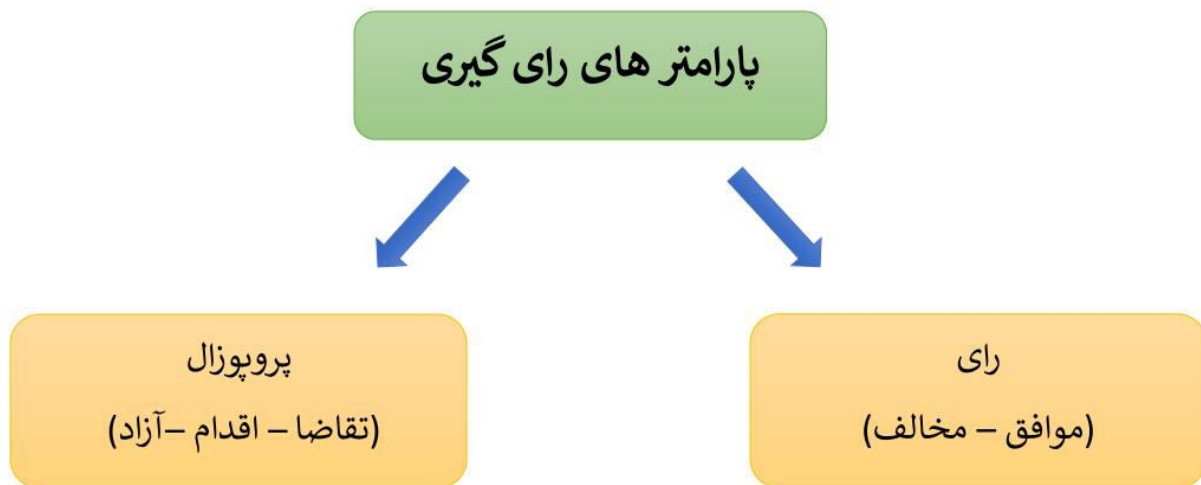 پارامتر های رای گیری
رای
(موافق – مخالف)
پروپوزال
(تقاضا – اقدام –آزاد)